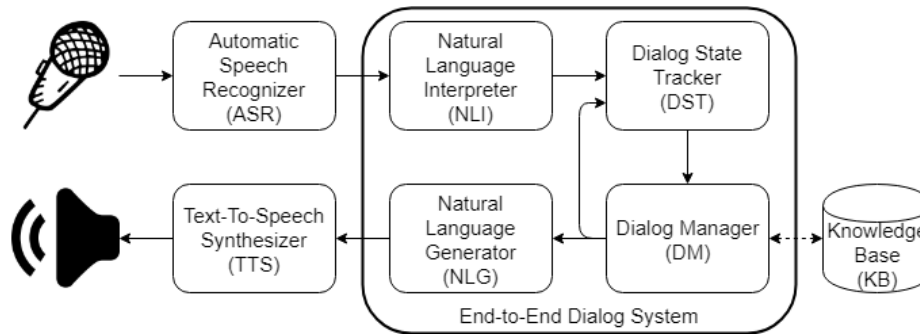 Automatic
Speech
Recognizer
(ASR)
Natural
Language
Interpreter
(NLI)
Dialog State
Tracker
(DST)
Text-To-Speech
Synthesizer
(TTS)
Natural
Language
Generator
(NLG)
Dialog Manager
(DM)
Knowledge
Base
(KB)
End-to-End Dialog System